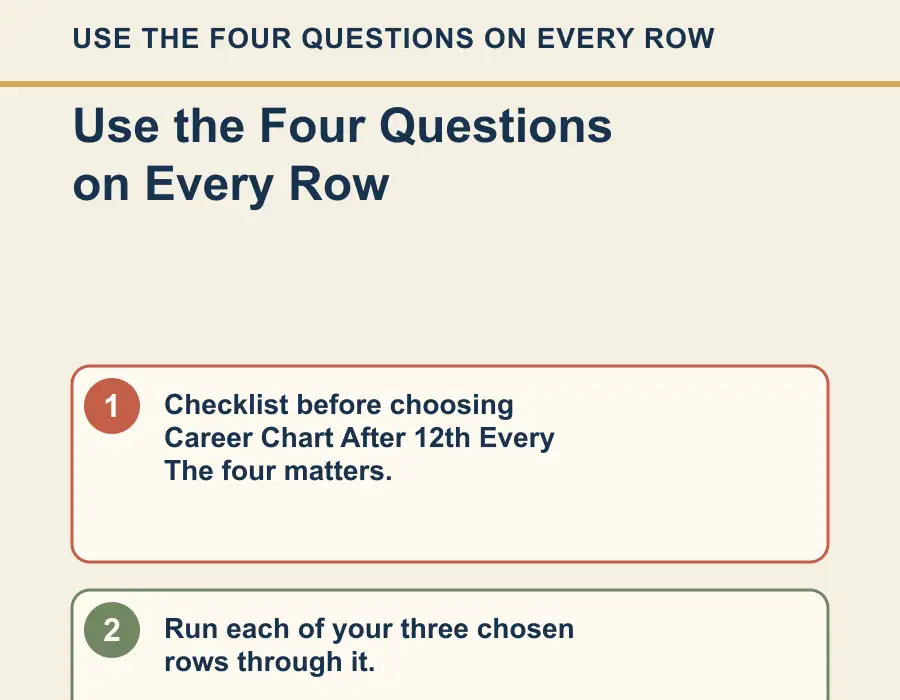 USE THE FOUR QUESTIONS ON EVERY ROW
Use the Four Questions
on Every Row
1
Checklist before choosing
Career Chart After 12th Every
The four matters.
2
Run each of your three chosen
rows through it.